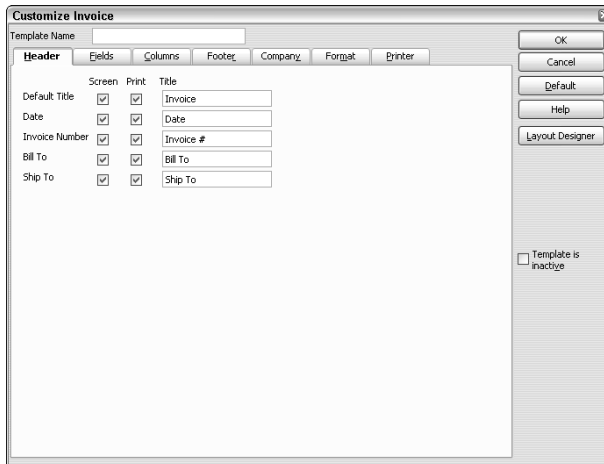 Customize Invoice
Template Name
Header Fields Columns Footer Company Format Printer
Screen Print Title
Default Title Invoice
Date Date
Invoice Number Invoice #
Bill To Bill To
Ship To Ship To
OK
Cancel
Default
Help
Layout Designer
Template is
inactive